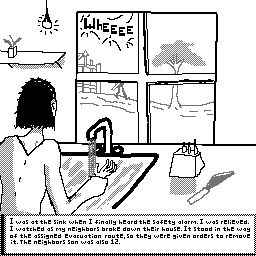 Wheeee
I was at the sink when I finally heard the safety alarm. I was relieved.
I watched as my neighbors broke down their house. It stood in the way
of the assigned evacuation route, so they were given orders to remove
it. The neighbors son was also 12.